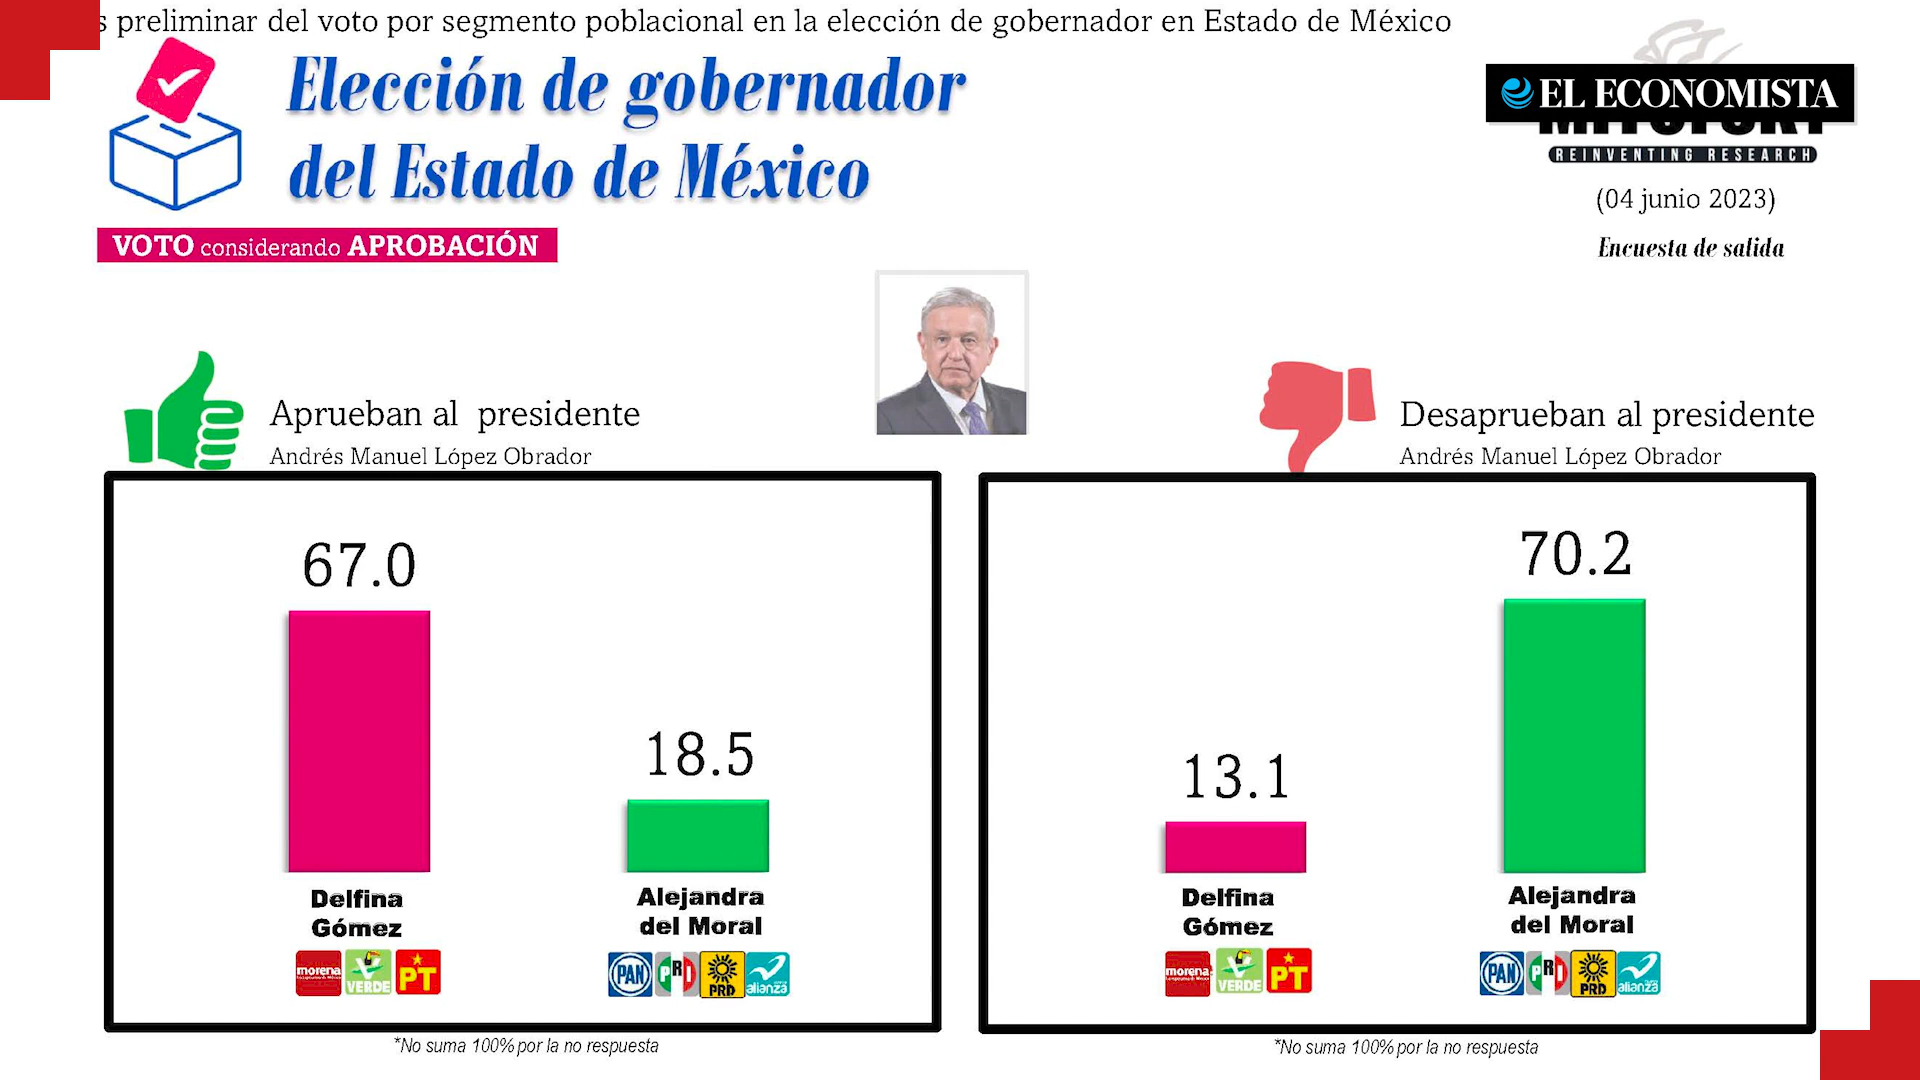 s preliminar del voto por segmento poblacional en la elección de gobernador en Estado de México
Elección de gobernador
del Estado de México
EL ECONOMISTA
REINVENTING RESEARCH
(04 junio 2023)
Encuesta de salida
VOTO considerando APROBACIÓN
Aprueban al presidente
Andrés Manuel López Obrador
Desaprueban al presidente
Andrés Manuel López Obrador
67.0
18.5
13.1
70.2
Delfina
Gómez
Alejandra
del Moral
Delfina
Gómez
Alejandra
del Moral
morena
VERDE
PT
PAN
PRI
PRD
alianza
morena
VERDE
PT
PAN
PRI
PRD
alianza
*No suma 100% por la no respuesta
*No suma 100% por la no respuesta